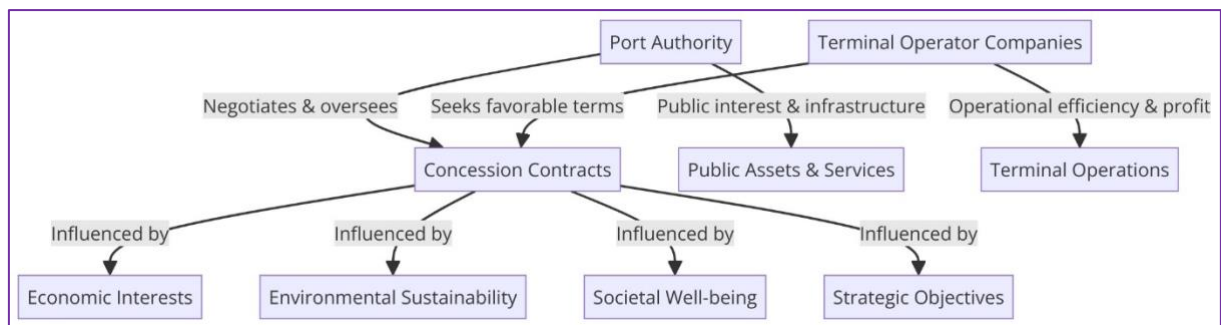 Port Authority
Terminal Operator Companies
Negotiates & oversees
Seeks favorable terms
Public interest & infrastructure
Operational efficiency & profit
Concession Contracts
Public Assets & Services
Terminal Operations
Influenced by
Influenced by
Influenced by
Influenced by
Economic Interests
Environmental Sustainability
Societal Well-being
Strategic Objectives